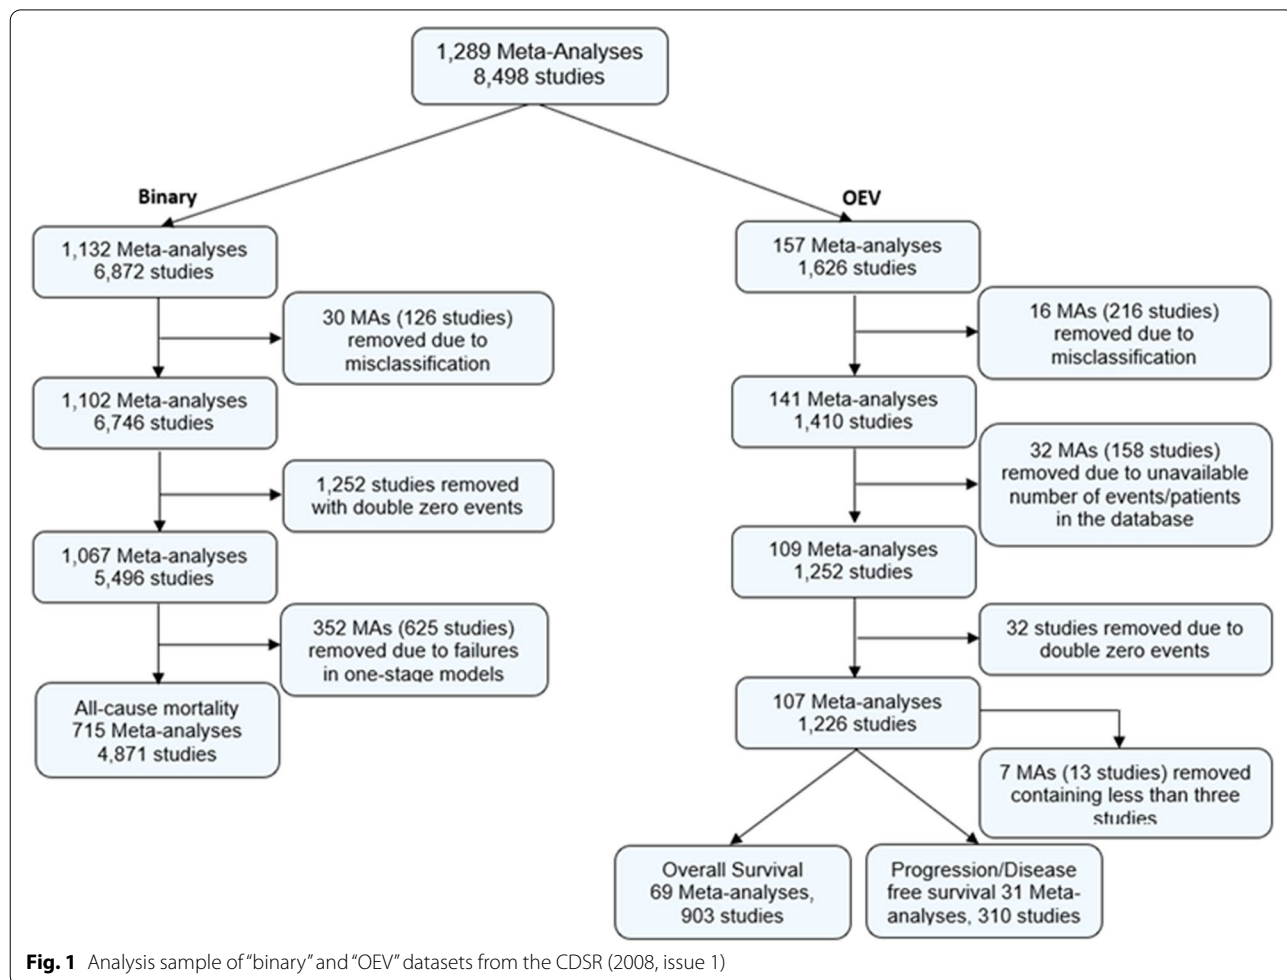 1,289 Meta-Analyses
8,498 studies
Binary
1,132 Meta-analyses
6,872 studies
30 MAs (126 studies)
removed due to
misclassification
1,102 Meta-analyses
6,746 studies
1,252 studies removed
with double zero events
1,067 Meta-analyses
5,496 studies
352 MAs (625 studies)
removed due to failures
in one-stage models
All-cause mortality
715 Meta-analyses
4,871 studies
OEV
157 Meta-analyses
1,626 studies
16 MAs (216 studies)
removed due to
misclassification
141 Meta-analyses
1,410 studies
32 MAs (158 studies)
removed due to unavailable
number of events/patients
in the database
109 Meta-analyses
1,252 studies
32 studies removed due to
double zero events
107 Meta-analyses
1,226 studies
7 MAs (13 studies) removed
containing less than three
studies
Overall Survival
69 Meta-analyses,
903 studies
Progression/Disease
free survival 31 Meta-
analyses, 310 studies
Fig. 1 Analysis sample of “binary” and “OEV” datasets from the CDSR (2008, issue 1)